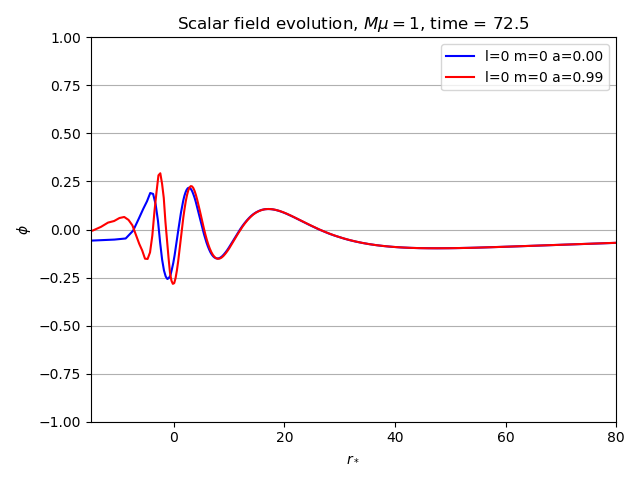 Scalar field evolution, $M\mu = 1$, time = 72.5
l=0 m=0 a=0.00
l=0 m=0 a=0.99
1.00
0.75
0.50
0.25
0.00
−0.25
−0.50
−0.75
−1.00
ϕ
0 20 40 60 80
r*